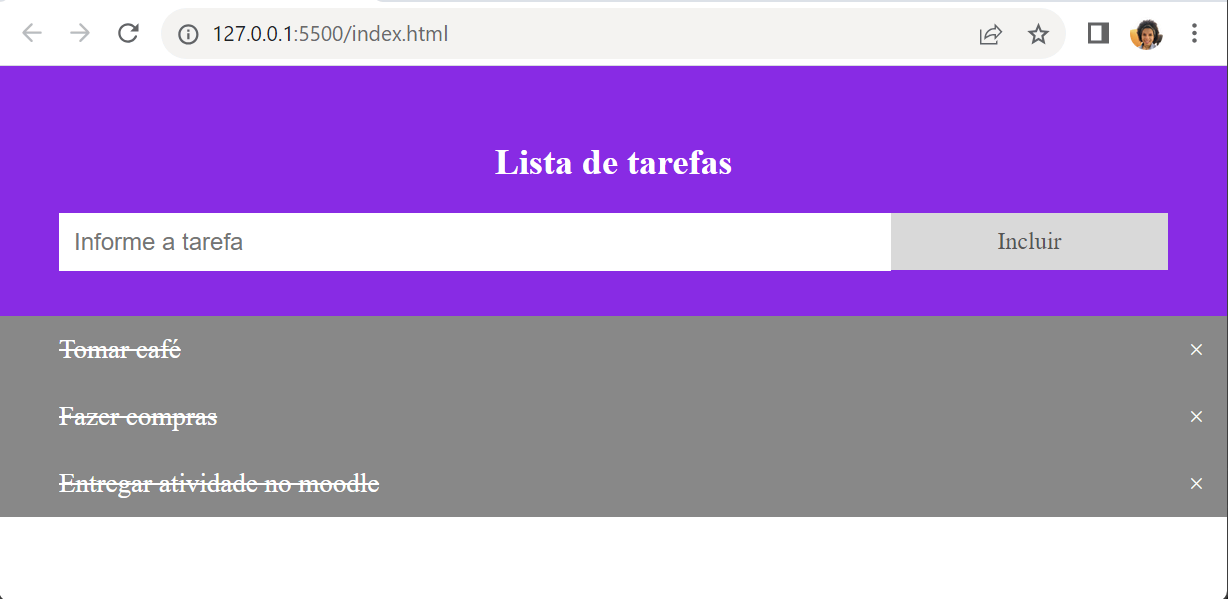 127.0.0.1:5500/index.html
Lista de tarefas
Informe a tarefa
Incluir
Tomar café ×
Fazer compras ×
Entregar atividade no moodle ×